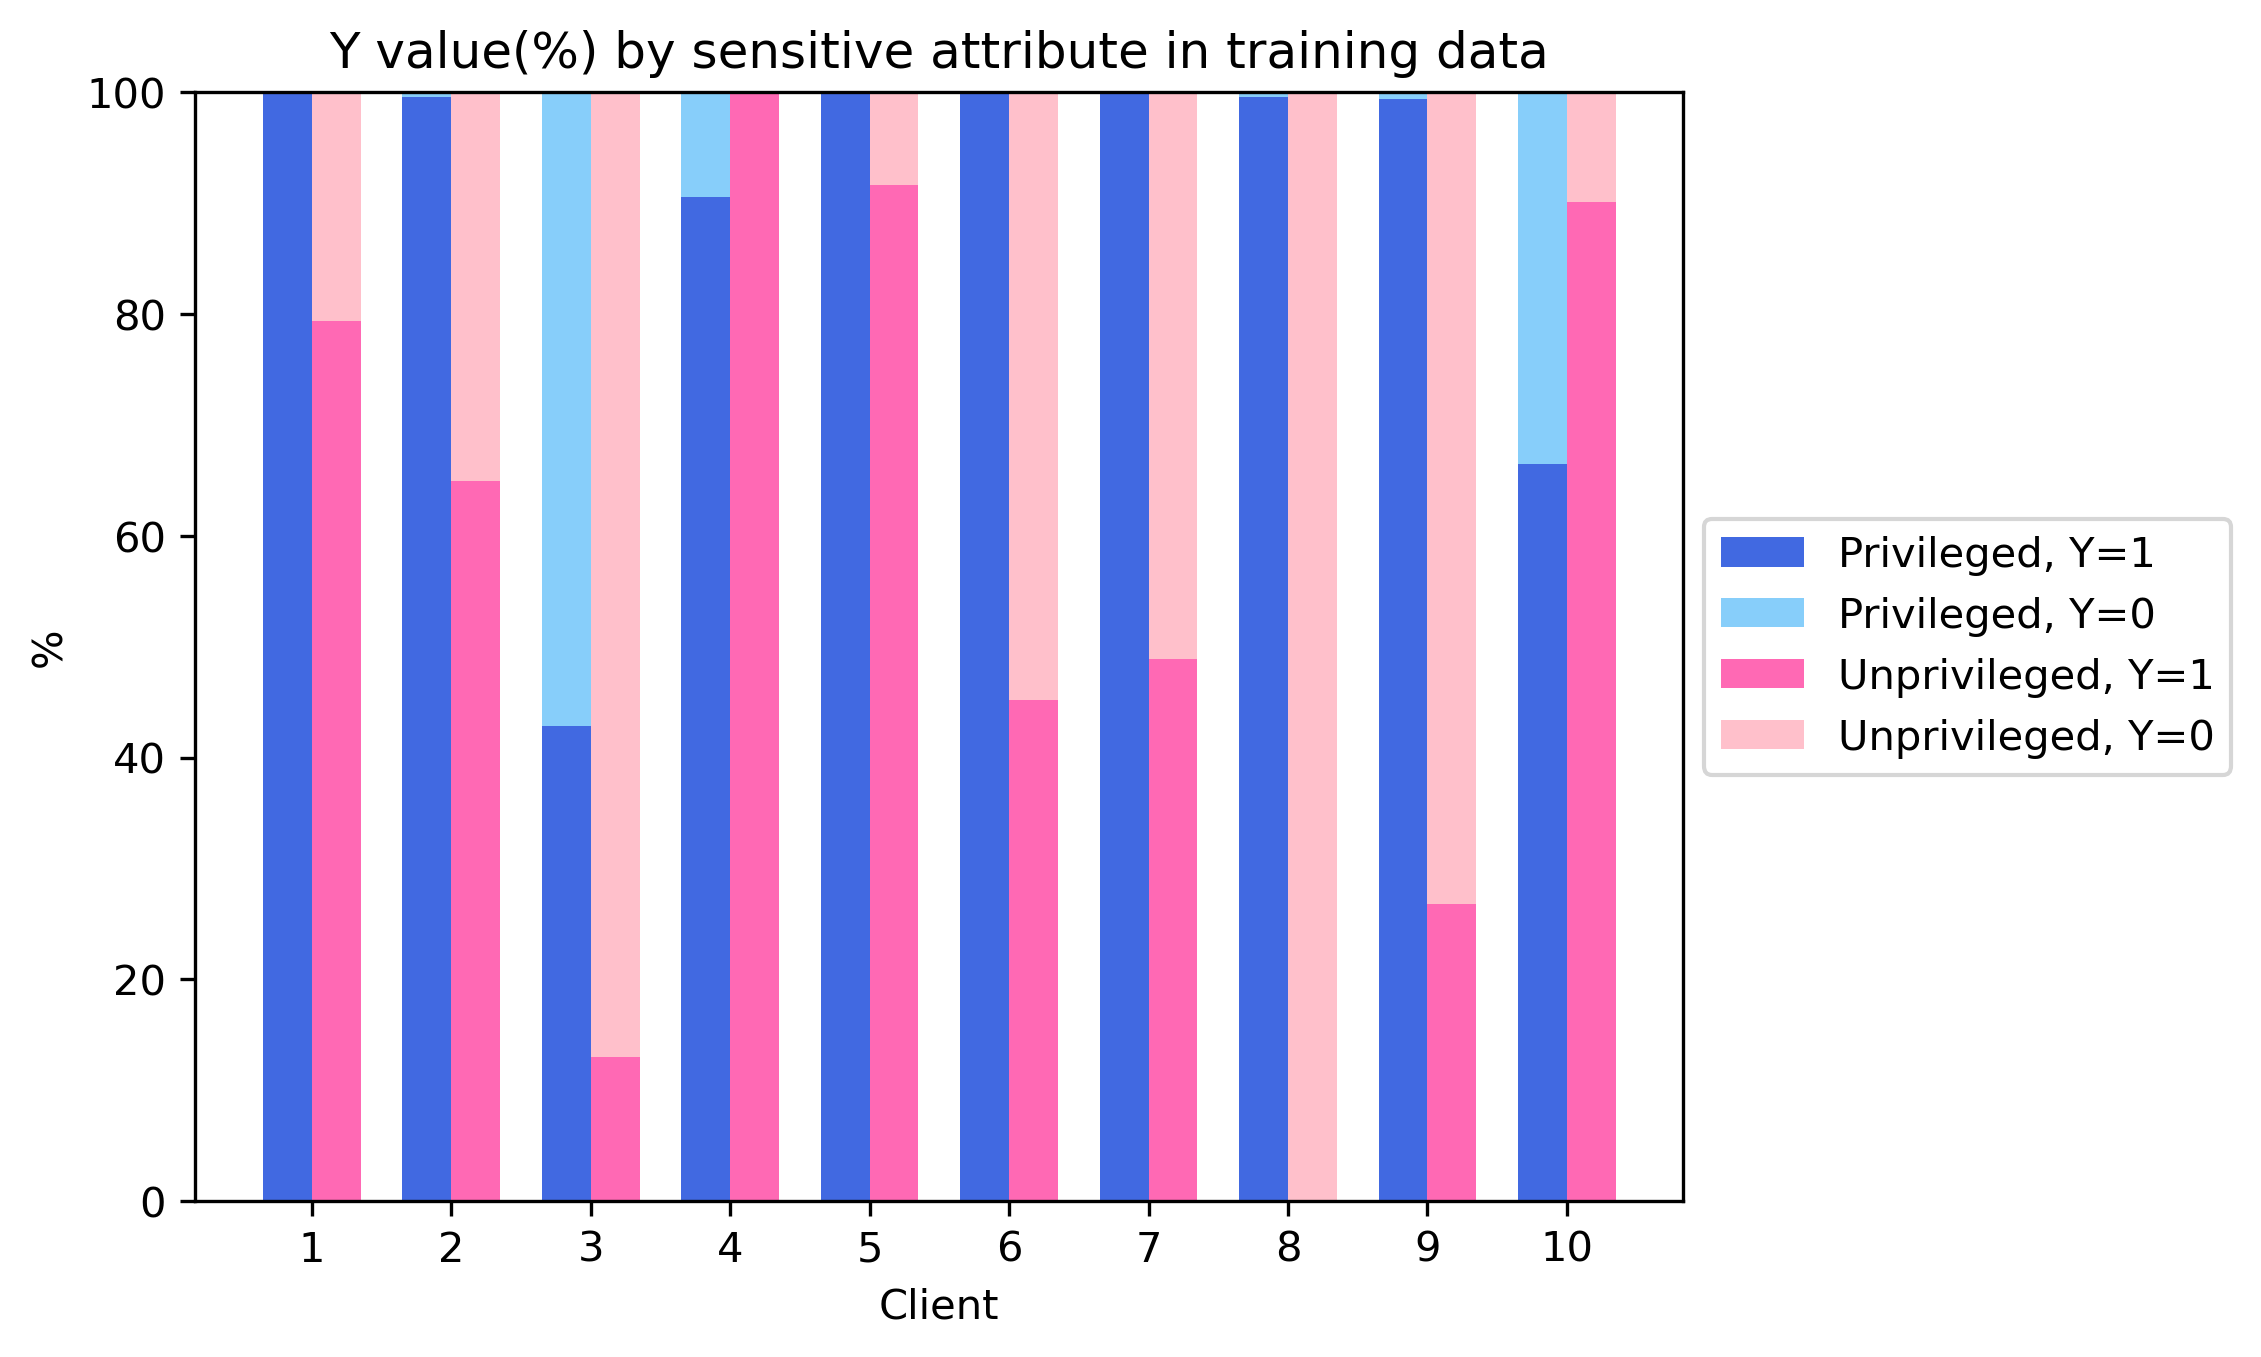 Y value(%) by sensitive attribute in training data
100
80
60
40
20
0
%
1 2 3 4 5 6 7 8 9 10
Client
Privileged, Y=1
Privileged, Y=0
Unprivileged, Y=1
Unprivileged, Y=0